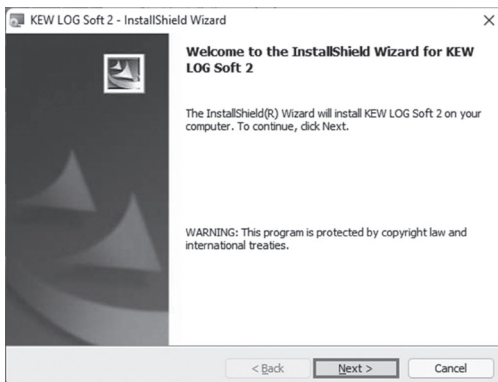 KEW LOG Soft 2 - InstallShield Wizard
Welcome to the InstallShield Wizard for KEW
LOG Soft 2
The InstallShield(R) Wizard will install KEW LOG Soft 2 on your
computer. To continue, click Next.
WARNING: This program is protected by copyright law and
international treaties.
< Back
Next >
Cancel